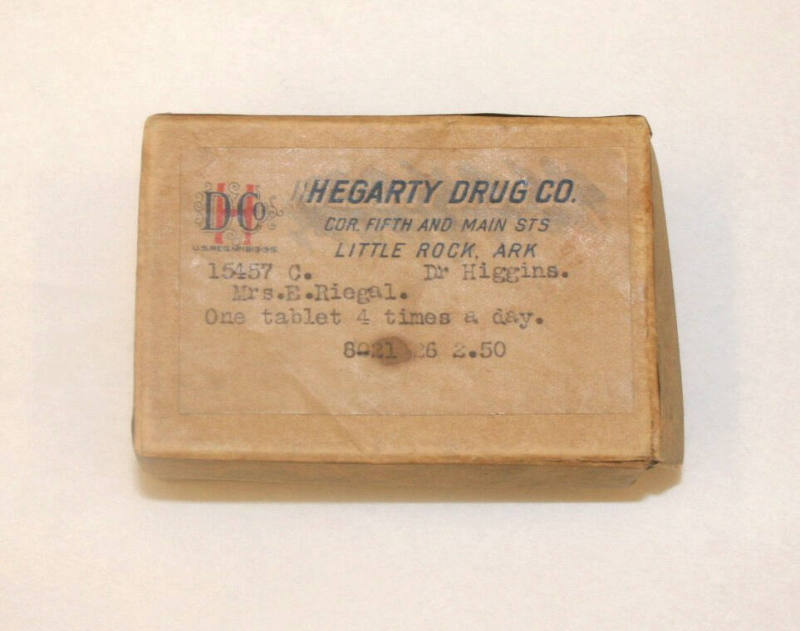 HDCo
HEGARTY DRUG CO.
COR. FIFTH AND MAIN STS
LITTLE ROCK, ARK
15457 C. Dr Higgins.
Mrs.E.Riegal.
One tablet 4 times a day.
8-21 26 2.50